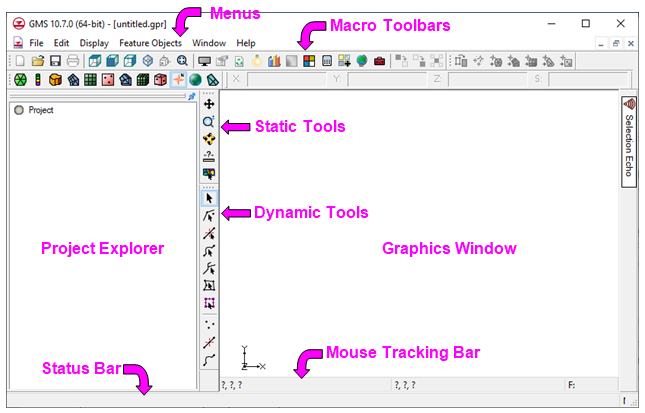 Menus
Macro Toolbars
GMS 10.7.0 (64-bit) - [untitled.gpr]
File Edit Display Feature Objects Window Help
X: Y: Z: S:
Project
Static Tools
Selection Echo
Dynamic Tools
Project Explorer
Graphics Window
Z Y X
Mouse Tracking Bar
Status Bar
?, ?, ? ?, ?, ? F: